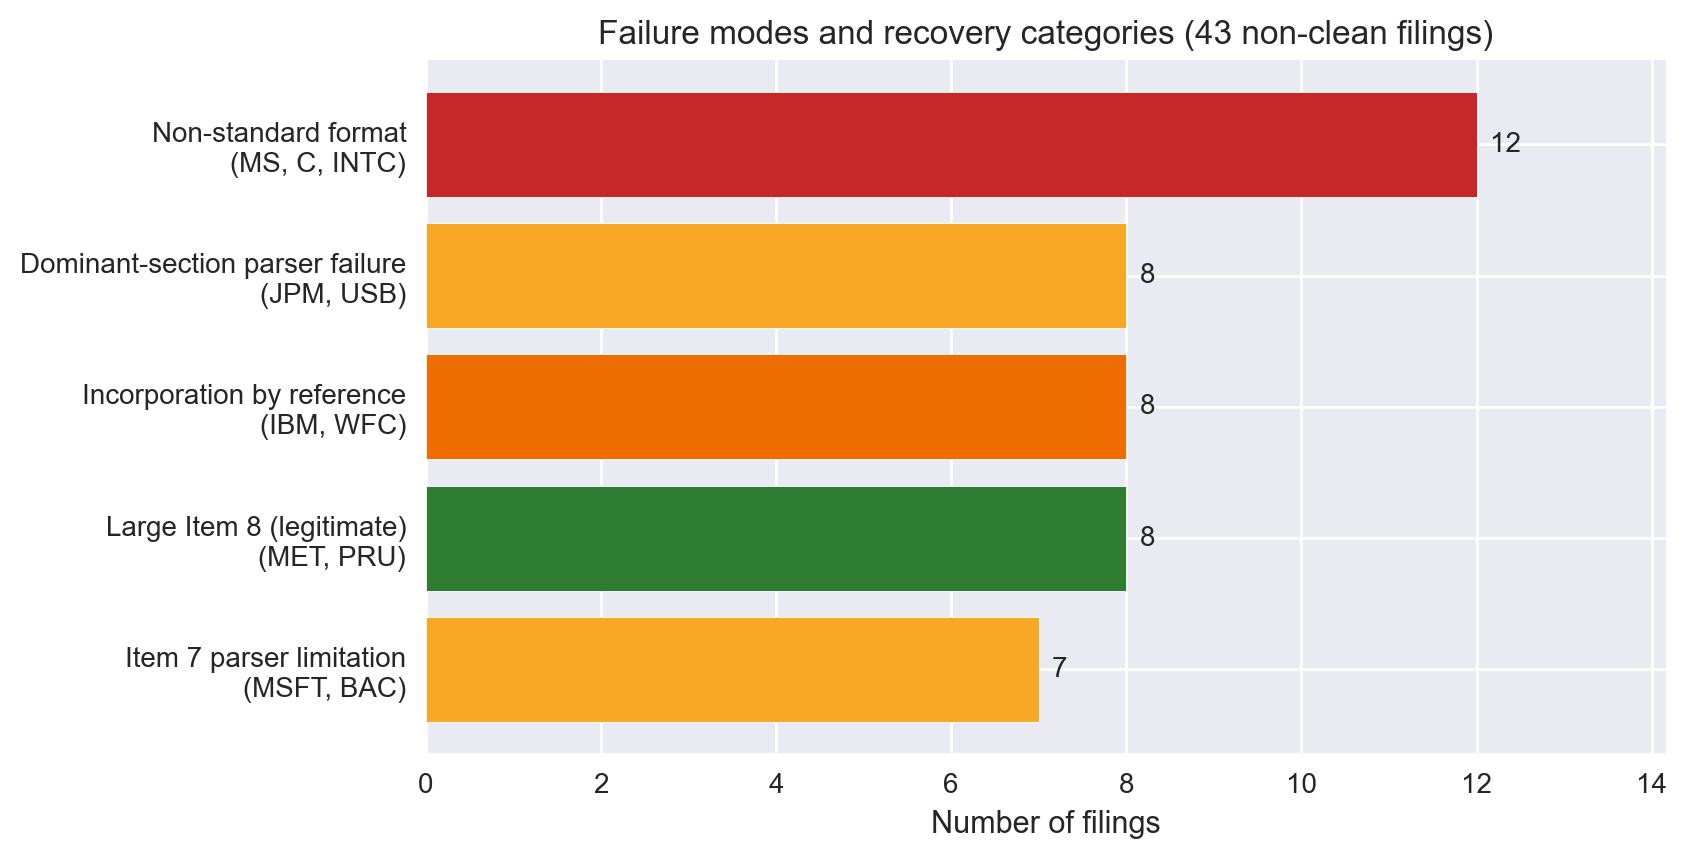 Failure modes and recovery categories (43 non-clean filings)
Non-standard format
(MS, C, INTC)
12
Dominant-section parser failure
(JPM, USB)
8
Incorporation by reference
(IBM, WFC)
8
Large Item 8 (legitimate)
(MET, PRU)
8
Item 7 parser limitation
(MSFT, BAC)
7
0 2 4 6 8 10 12 14
Number of filings